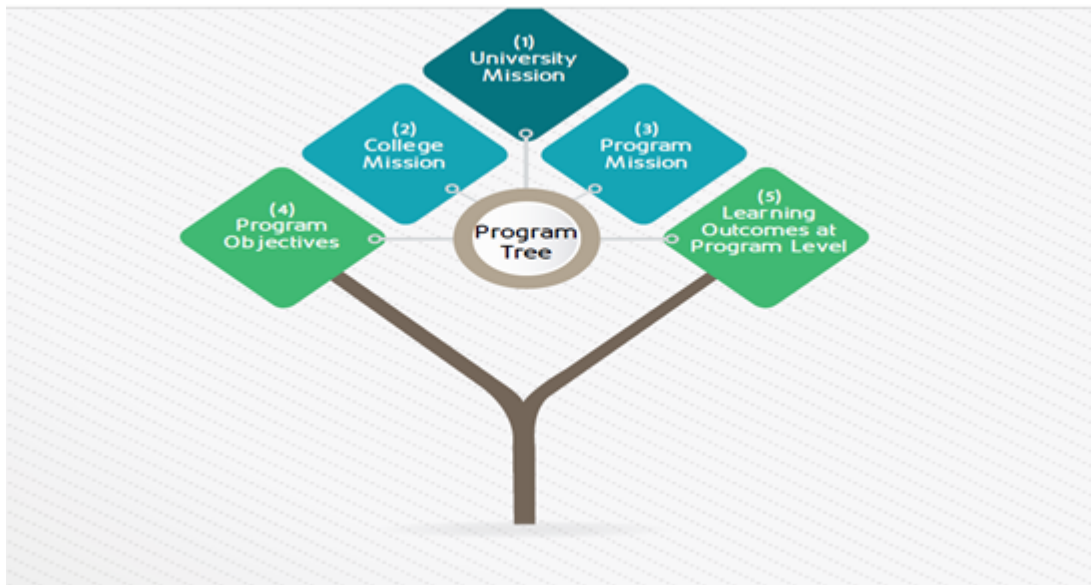 (1)
University
Mission
(2)
College
Mission
(3)
Program
Mission
(4)
Program
Objectives
(5)
Learning
Outcomes at
Program Level
Program
Tree